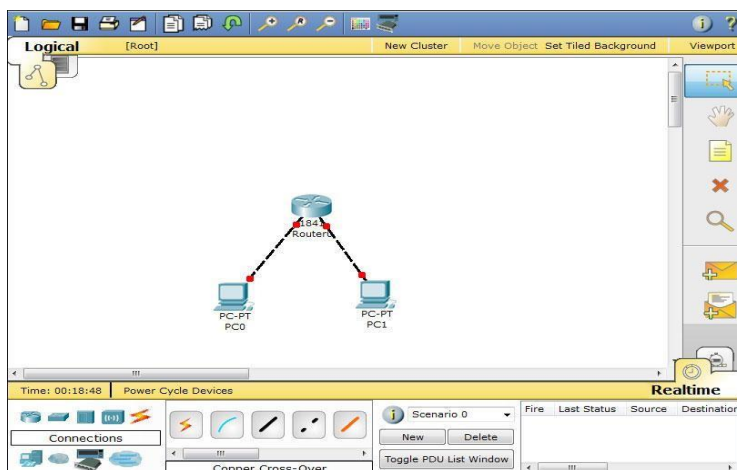 Logical [Root] New Cluster Move Object Set Tiled Background Viewport
1841
Router0
PC-PT
PC0
PC-PT
PC1
Time: 00:18:48 Power Cycle Devices Realtime
Scenario 0 Fire Last Status Source Destination
Connections New Delete
Copper Cross-Over Toggle PDU List Window